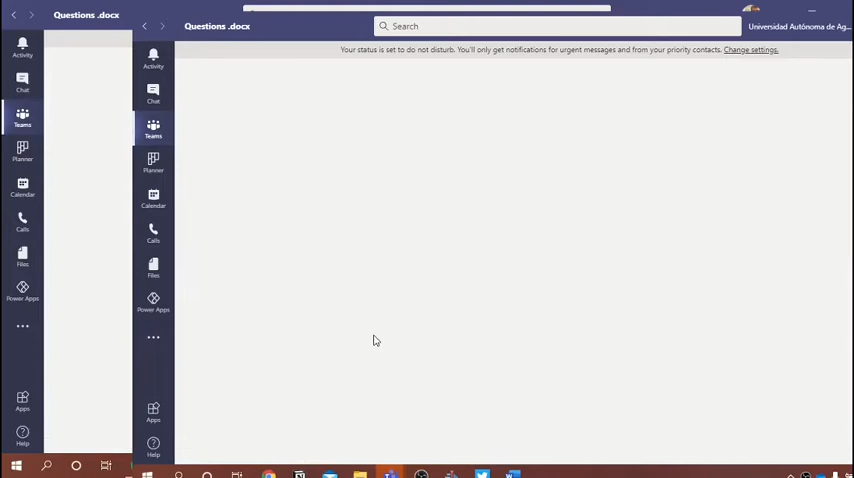 Questions .docx
Activity
Chat
Teams
Planner
Calendar
Calls
Files
Power Apps
Apps
Help
Questions .docx
Search
Universidad Autónoma de Ag...
Your status is set to do not disturb. You'll only get notifications for urgent messages and from your priority contacts. Change settings.
Activity
Chat
Teams
Planner
Calendar
Calls
Files
Power Apps
Apps
Help